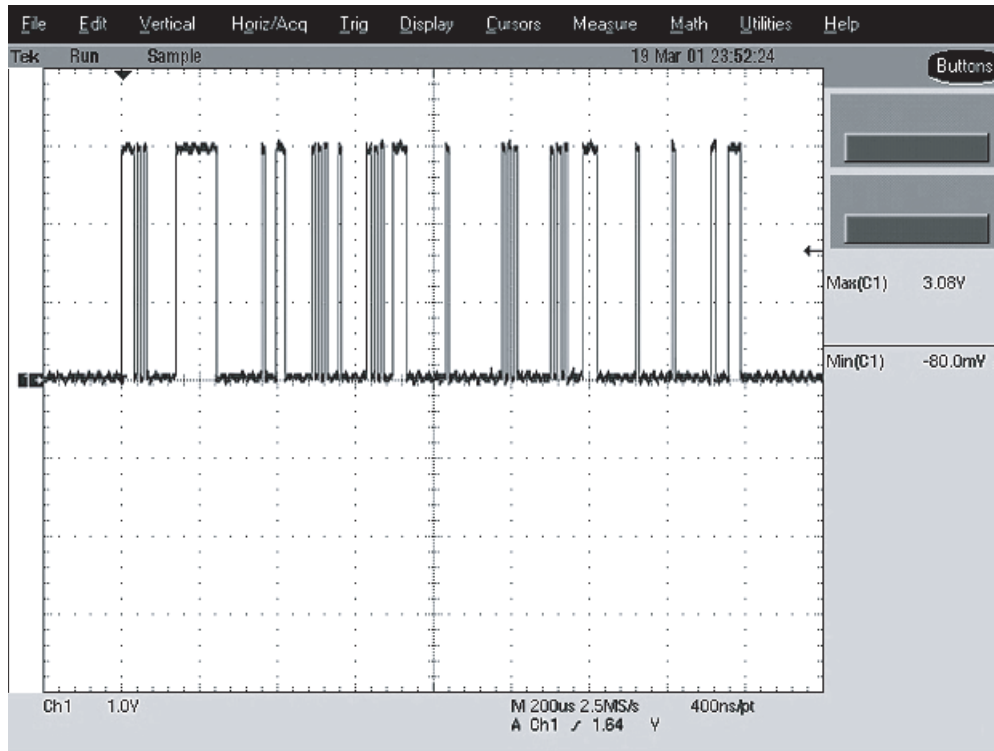 File Edit Vertical Horiz/Acq Trig Display Cursors Measure Math Utilities Help
Tek Run Sample 19 Mar 01 23:52:24
Buttons
Max(C1) 3.08V
Min(C1) -80.0mV
Ch1 1.0V M 200us 2.5MS/s 400ns/pt
A Ch1 1.64 V